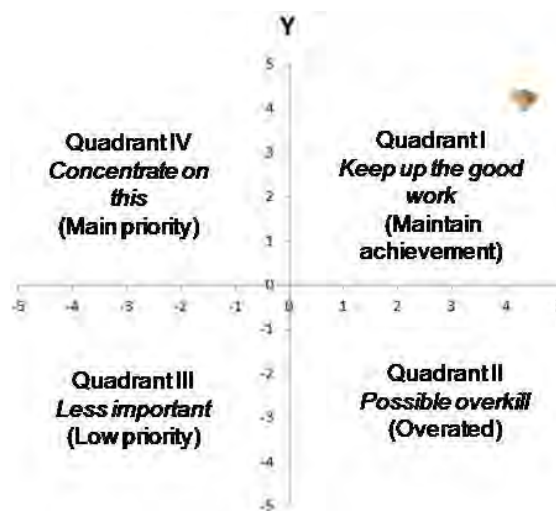 Y
5
4
3
2
1
0
-5 -4 -3 -2 -1 0 1 2 3 4
-1
-2
-3
-4
-5
Quadrant IV
Concentrate on
this
(Main priority)
Quadrant I
Keep up the good
work
(Maintain
achievement)
Quadrant III
Less important
(Low priority)
Quadrant II
Possible overkill
(Overated)